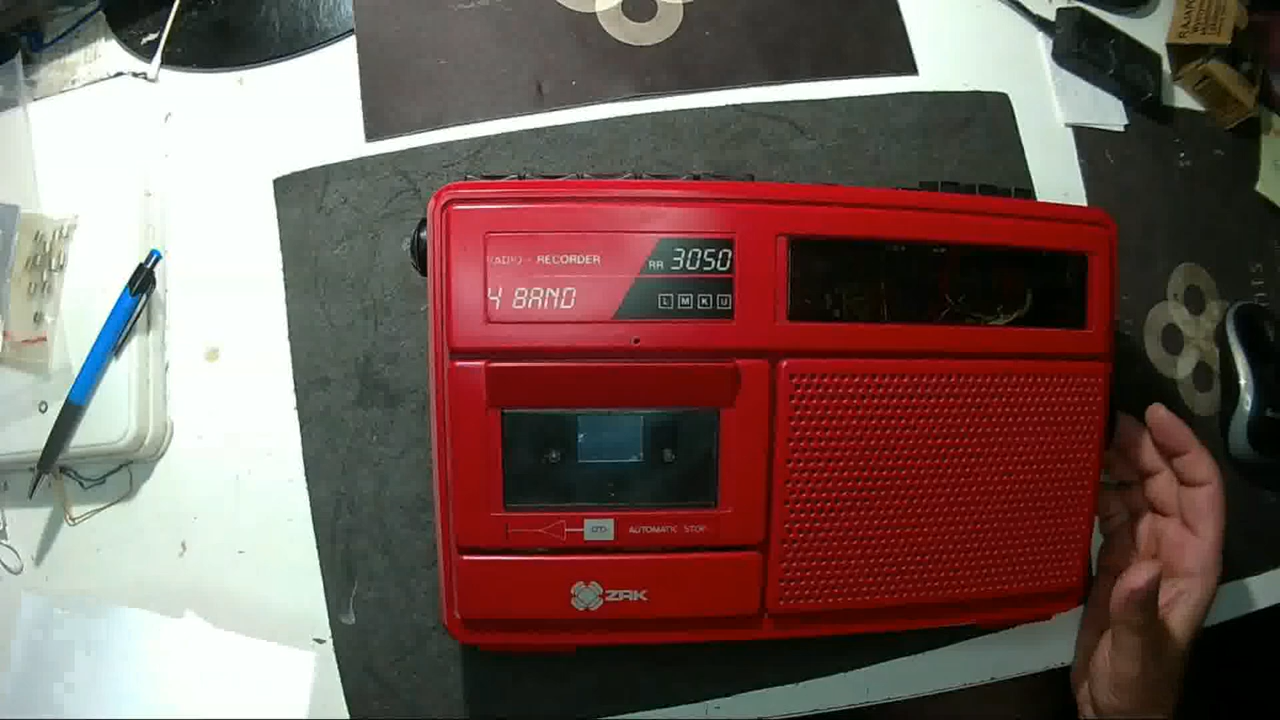 RADIO - RECORDER
RR 3050
4 BAND
L M K U
AUTOMATIC STOP
ZRK